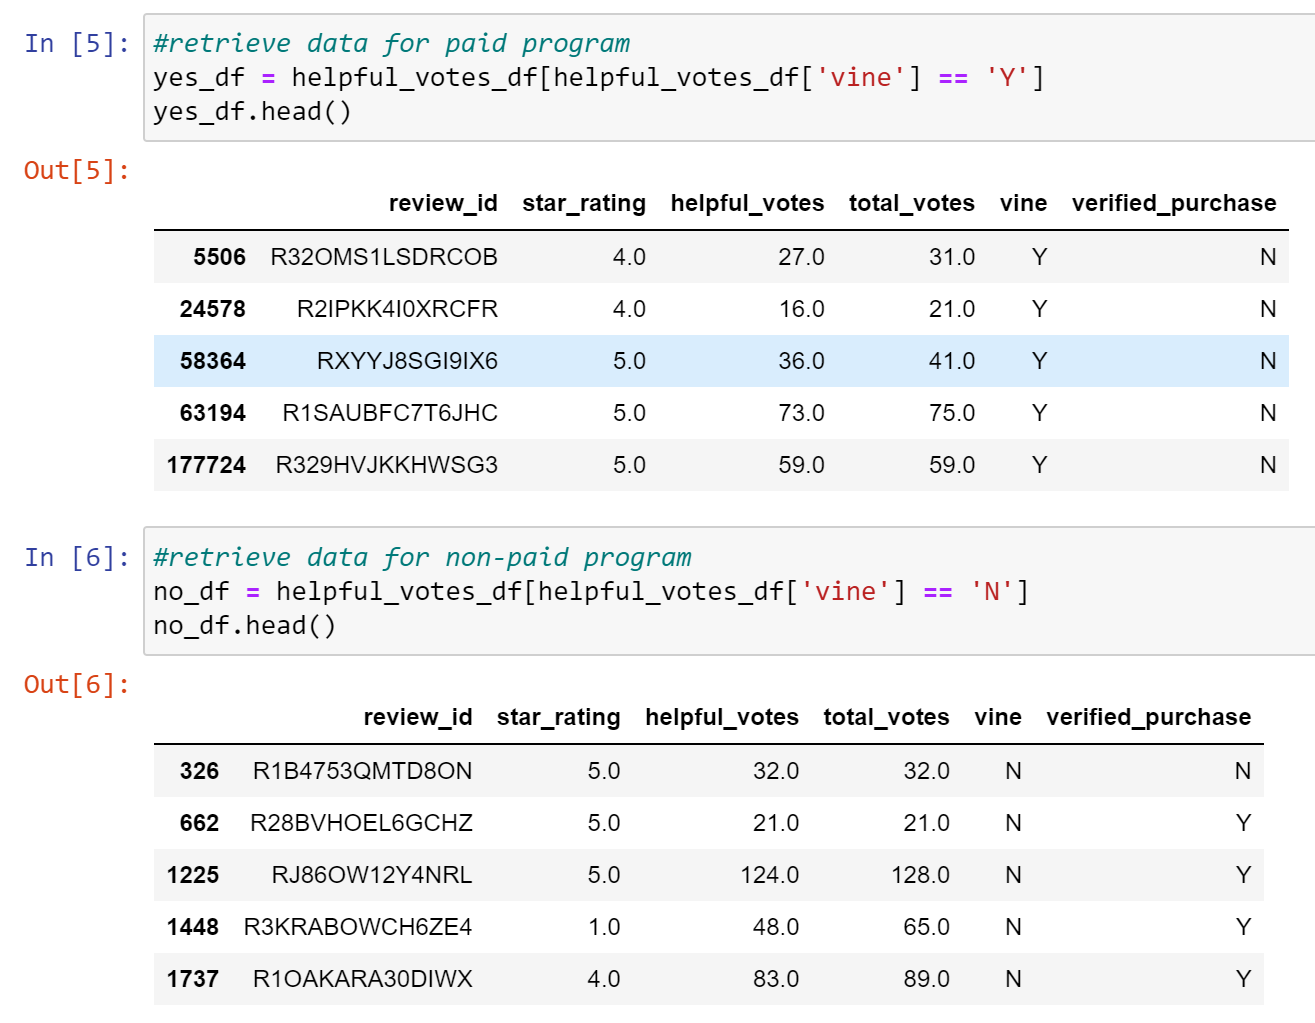 In [5]: #retrieve data for paid program
yes_df = helpful_votes_df[helpful_votes_df['vine'] == 'Y']
yes_df.head()
Out[5]:
review_id star_rating helpful_votes total_votes vine verified_purchase
5506 R32OMS1LSDRCOB 4.0 27.0 31.0 Y N
24578 R2IPKK4I0XRCFR 4.0 16.0 21.0 Y N
58364 RXYYJ8SGI9IX6 5.0 36.0 41.0 Y N
63194 R1SAUBFC7T6JHC 5.0 73.0 75.0 Y N
177724 R329HVJKKHWSG3 5.0 59.0 59.0 Y N
In [6]: #retrieve data for non-paid program
no_df = helpful_votes_df[helpful_votes_df['vine'] == 'N']
no_df.head()
Out[6]:
review_id star_rating helpful_votes total_votes vine verified_purchase
326 R1B4753QMTD8ON 5.0 32.0 32.0 N N
662 R28BVHOEL6GCHZ 5.0 21.0 21.0 N Y
1225 RJ86OW12Y4NRL 5.0 124.0 128.0 N Y
1448 R3KRABOWCH6ZE4 1.0 48.0 65.0 N Y
1737 R1OAKARA30DIWX 4.0 83.0 89.0 N Y